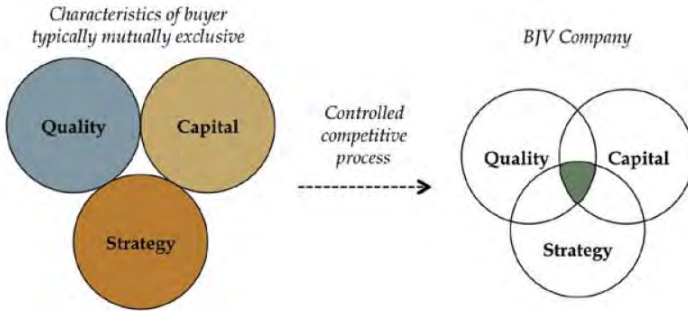 Characteristics of buyer
typically mutually exclusive
Quality
Capital
Strategy
Controlled
competitive
process
BJV Company
Quality
Capital
Strategy